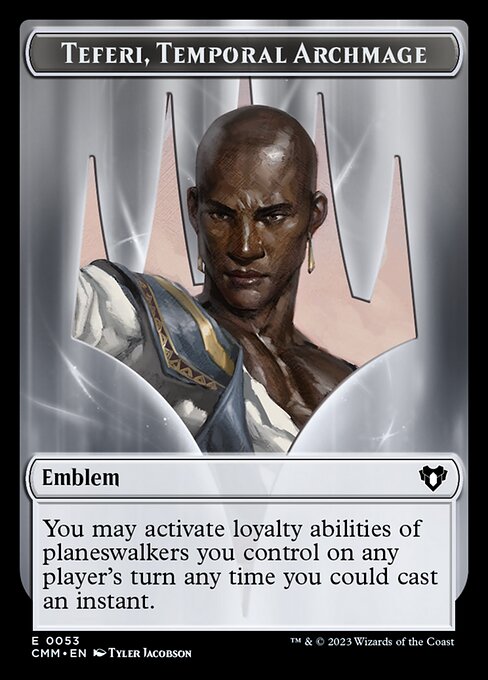 Teferi, Temporal Archmage
Emblem
You may activate loyalty abilities of
planeswalkers you control on any
player's turn any time you could cast
an instant.
E 0053
CMM • EN Tyler Jacobson
™ & © 2023 Wizards of the Coast